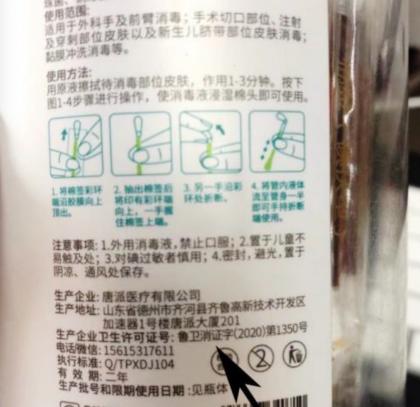 使用范围:
适用于外科手及前臂消毒；手术切口部位、注射
及穿刺部位皮肤以及新生儿脐带部位皮肤消毒；
黏膜冲洗消毒等。
使用方法:
用原液擦拭待消毒部位皮肤，作用1-3分钟。按下
图1-4步骤进行操作，使消毒液浸湿棉头即可使用。
1.将棉签彩环
端沿胶膜向上
顶出。
2.抽出棉签后
将印有彩环端
向上，一手握
住棉签上端。
3.另一手沿彩
环处折断。
4.将管内液体
流至管身一半
即可手持折断
端使用。
注意事项: 1.外用消毒液,禁止口服；2.置于儿童不
易触及处；3.对碘过敏者慎用；4.密封，避光，置于
阴凉、通风处保存。
生产企业: 唐派医疗有限公司
生产地址: 山东省德州市齐河县齐鲁高新技术开发区
加速器1号楼唐派大厦201
生产企业卫生许可证号: 鲁卫消证字(2020)第1350号
电话微信: 15615317611
执行标准: Q/TPXDJ104
有 效 期: 二年
生产批号和限期使用日期: 见瓶体